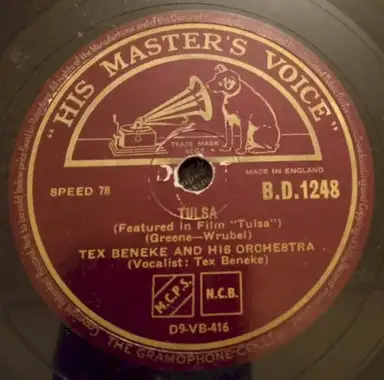 "HIS MASTER'S VOICE"
TRADE MARK
MADE IN ENGLAND
SPEED 78
B.D.1248
TULSA
(Featured in Film "Tulsa")
(Greene—Wrubel)
TEX BENEKE AND HIS ORCHESTRA
(Vocalist: Tex Beneke)
M.C.P.S.
N.C.B.
D9-VB-416
THE GRAMOPHONE CO.